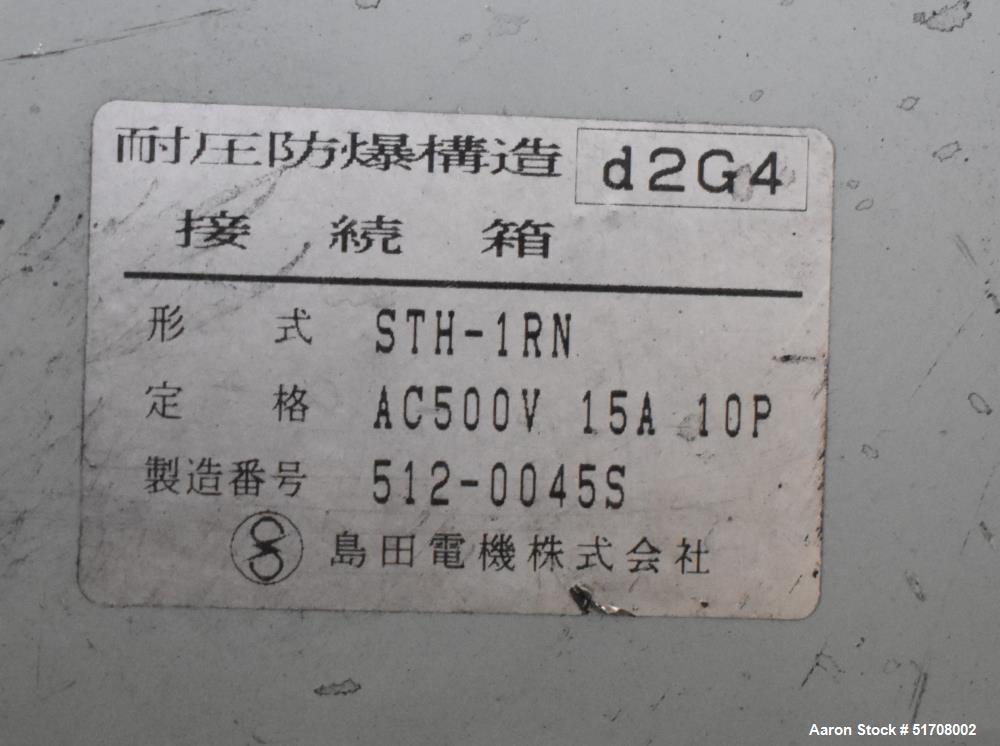 耐圧防爆構造 d2G4
接続箱
形式 STH-1RN
定格 AC500V 15A 10P
製造番号 512-0045S
島田電機株式会社
Aaron Stock # 51708002